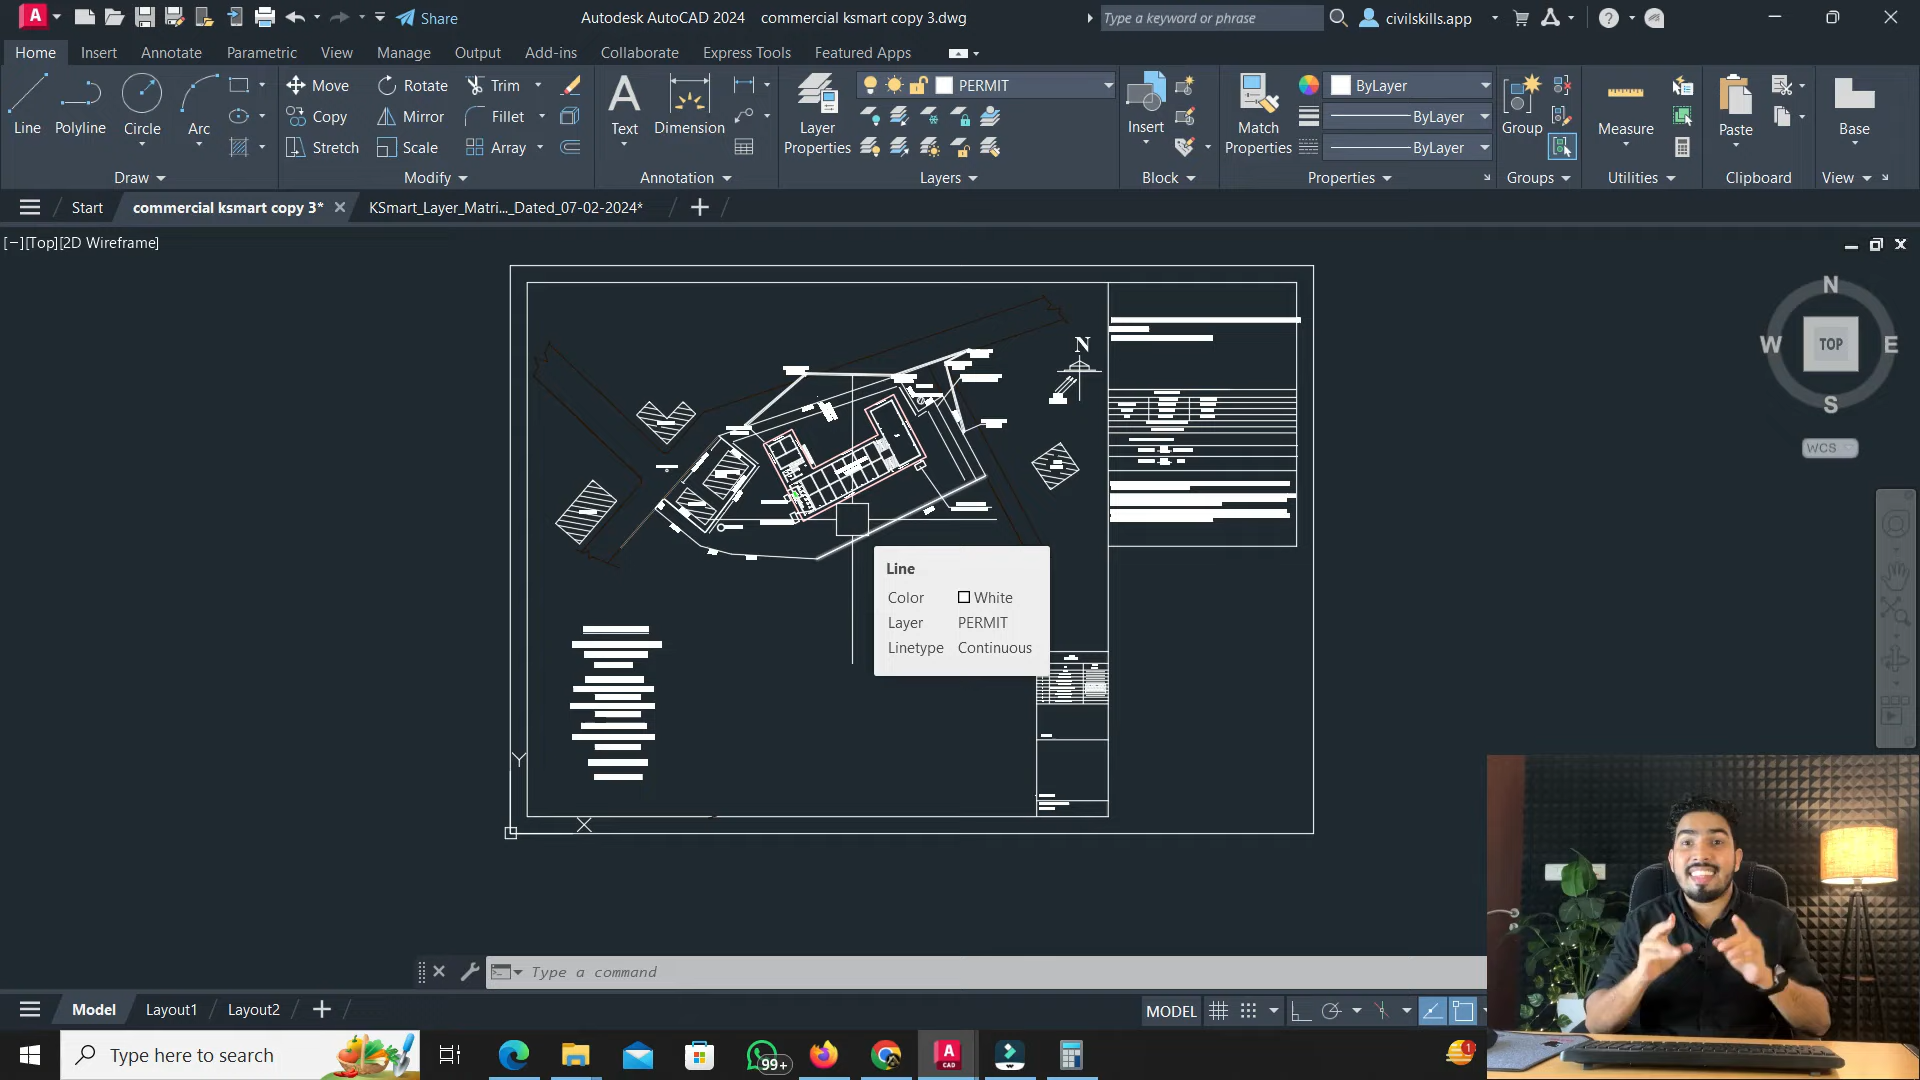 A
Share
Autodesk AutoCAD 2024 commercial ksmart copy 3.dwg
Type a keyword or phrase
civilskills.app
Home Insert Annotate Parametric View Manage Output Add-ins Collaborate Express Tools Featured Apps
Line
Polyline
Circle
Arc
Draw
Move
Rotate
Trim
Copy
Mirror
Fillet
Stretch
Scale
Array
Modify
Text
Dimension
Annotation
Layer
Properties
PERMIT
Layers
Insert
Block
Match
Properties
ByLayer
ByLayer
ByLayer
Properties
Group
Groups
Measure
Utilities
Paste
Clipboard
Base
View
Start commercial ksmart copy 3* KSmart_Layer_Matri..._Dated_07-02-2024*
[−][Top][2D Wireframe]
N
W TOP E
S
WCS
N
Line
Color White
Layer PERMIT
Linetype Continuous
Y
X
Type a command
Model Layout1 Layout2
MODEL
Type here to search
99+
A
CAD
1